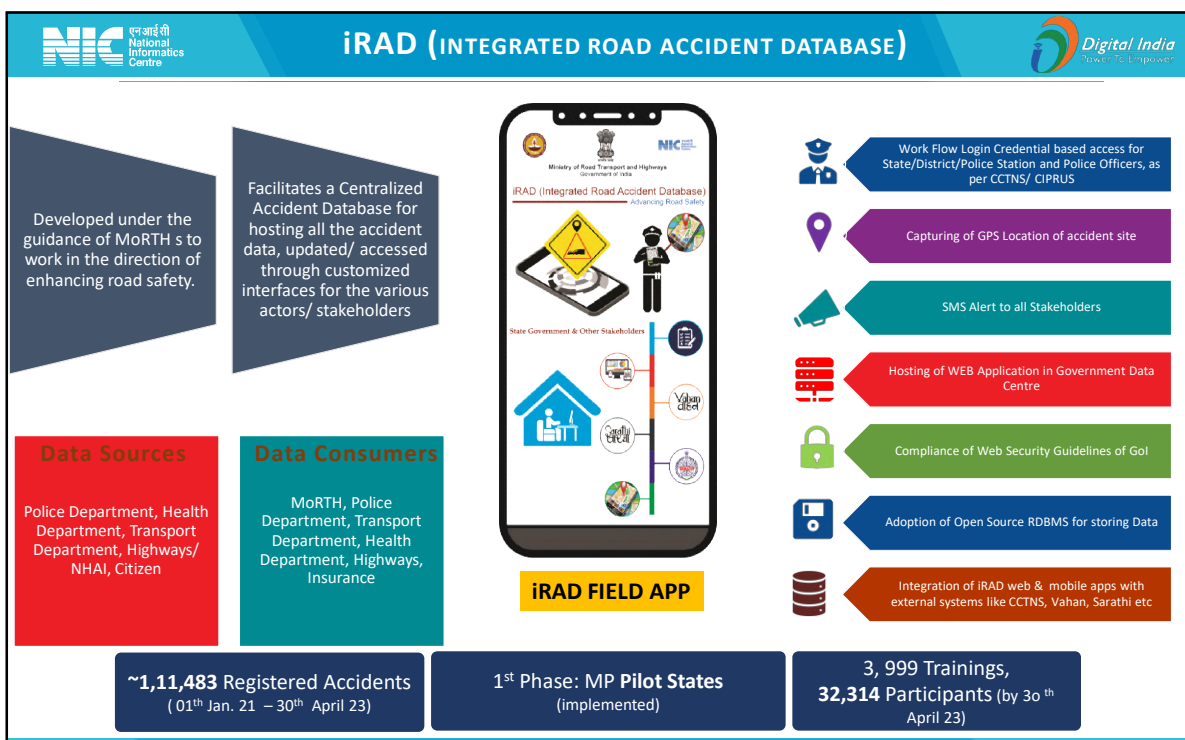 NIC
एनआईसी
National
Informatics
Centre
iRAD (INTEGRATED ROAD ACCIDENT DATABASE)
Digital India
Power To Empower
Developed under the
guidance of MoRTH s to
work in the direction of
enhancing road safety.
Facilitates a Centralized
Accident Database for
hosting all the accident
data, updated/ accessed
through customized
interfaces for the various
actors/ stakeholders
Data Sources
Police Department, Health
Department, Transport
Department, Highways/
NHAI, Citizen
Data Consumers
MoRTH, Police
Department, Transport
Department, Health
Department, Highways,
Insurance
NIC
Ministry of Road Transport and Highways
Government of India
iRAD (Integrated Road Accident Database)
Advancing Road Safety
State Government & Other Stakeholders
iRAD FIELD APP
Work Flow Login Credential based access for
State/District/Police Station and Police Officers, as
per CCTNS/ CIPRUS
Capturing of GPS Location of accident site
SMS Alert to all Stakeholders
Hosting of WEB Application in Government Data
Centre
Compliance of Web Security Guidelines of GoI
Adoption of Open Source RDBMS for storing Data
Integration of iRAD web & mobile apps with
external systems like CCTNS, Vahan, Sarathi etc
~1,11,483 Registered Accidents
( 01th Jan. 21 – 30th April 23)
1st Phase: MP Pilot States
(implemented)
3, 999 Trainings,
32,314 Participants (by 3o th
April 23)